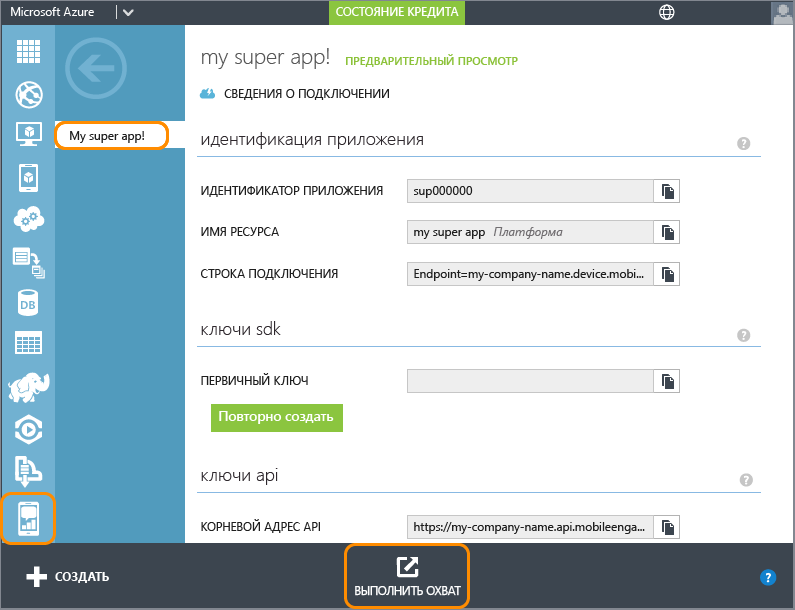 Microsoft Azure
СОСТОЯНИЕ КРЕДИТА
My super app!
my super app! ПРЕДВАРИТЕЛЬНЫЙ ПРОСМОТР
СВЕДЕНИЯ О ПОДКЛЮЧЕНИИ
идентификация приложения
?
ИДЕНТИФИКАТОР ПРИЛОЖЕНИЯ sup000000
ИМЯ РЕСУРСА my super app Платформа
СТРОКА ПОДКЛЮЧЕНИЯ Endpoint=my-company-name.device.mobi...
ключи sdk
?
ПЕРВИЧНЫЙ КЛЮЧ
Повторно создать
ключи api
?
КОРНЕВОЙ АДРЕС API https://my-company-name.api.mobileenga...
DB
СОЗДАТЬ
ВЫПОЛНИТЬ ОХВАТ
?